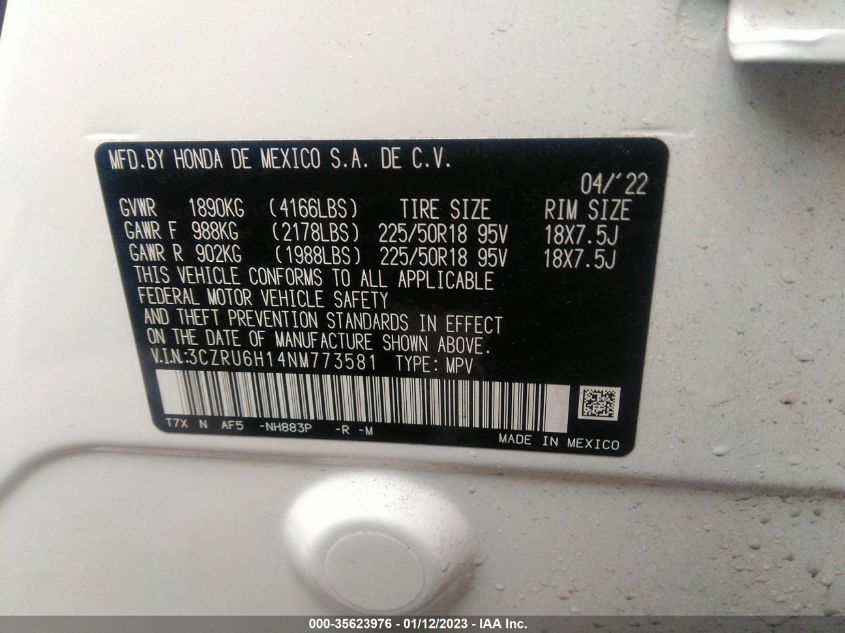 MFD.BY HONDA DE MEXICO S.A. DE C.V.
04/'22
GVWR 1890KG (4166LBS) TIRE SIZE RIM SIZE
GAWR F 988KG (2178LBS) 225/50R18 95V 18X7.5J
GAWR R 902KG (1988LBS) 225/50R18 95V 18X7.5J
THIS VEHICLE CONFORMS TO ALL APPLICABLE
FEDERAL MOTOR VEHICLE SAFETY
AND THEFT PREVENTION STANDARDS IN EFFECT
ON THE DATE OF MANUFACTURE SHOWN ABOVE.
V.I.N:3CZRU6H14NM773581 TYPE:MPV
T7X N AF5 -NH883P -R -M
MADE IN MEXICO
000-35623976 - 01/12/2023 - IAA Inc.